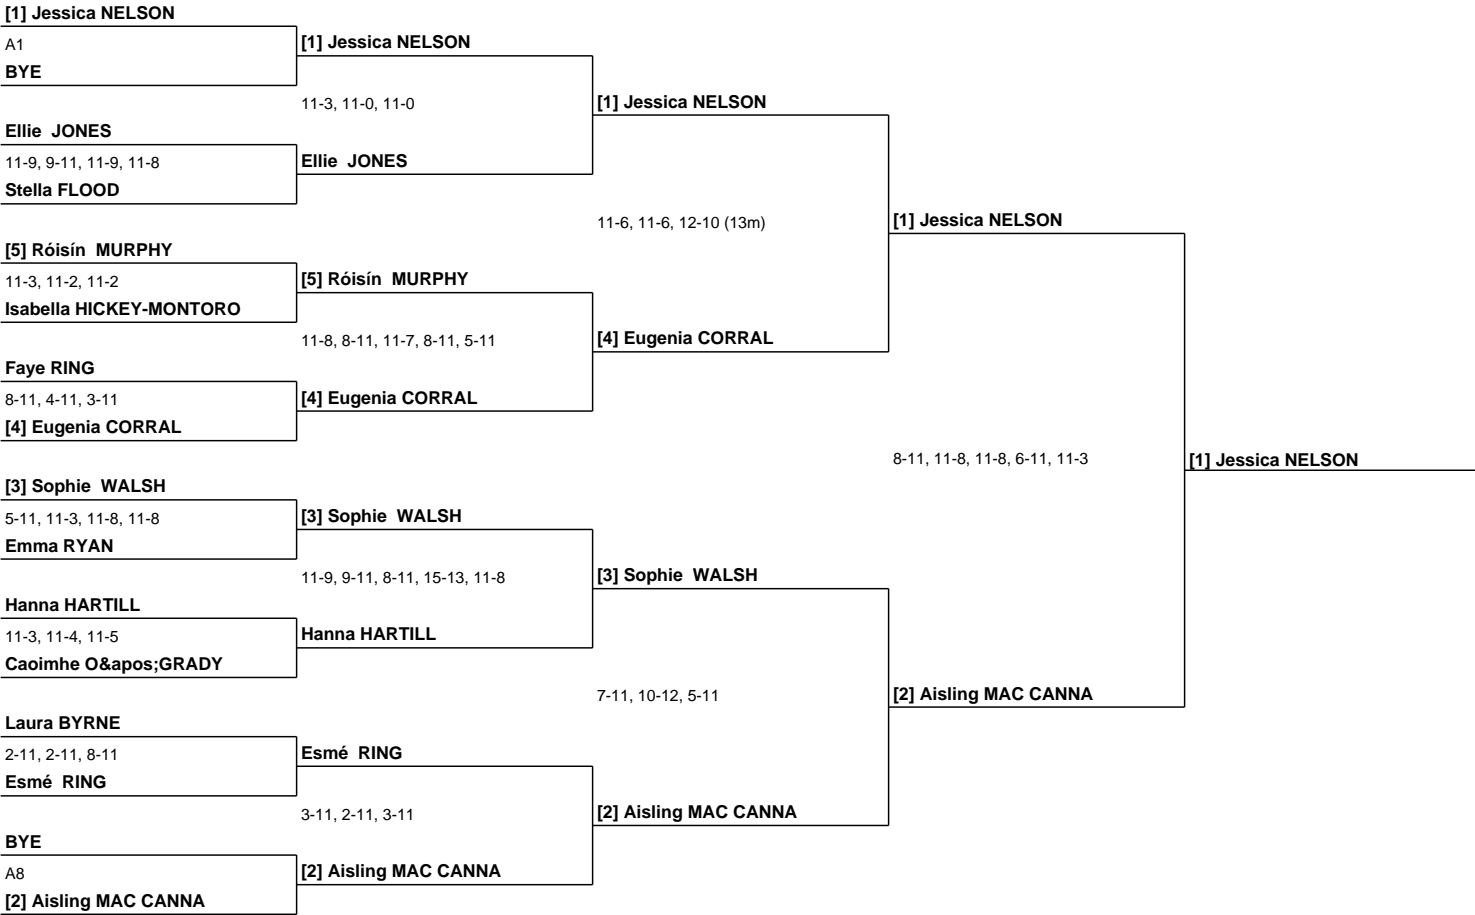 [1] Jessica NELSON
A1
BYE
Ellie  JONES
11-9, 9-11, 11-9, 11-8
Stella FLOOD
[5] Róisín  MURPHY
11-3, 11-2, 11-2
Isabella HICKEY-MONTORO
Faye RING
8-11, 4-11, 3-11
[4] Eugenia CORRAL
[3] Sophie  WALSH
5-11, 11-3, 11-8, 11-8
Emma RYAN
Hanna HARTILL
11-3, 11-4, 11-5
Caoimhe O&apos;GRADY
Laura BYRNE
2-11, 2-11, 8-11
Esmé  RING
BYE
A8
[2] Aisling MAC CANNA
[1] Jessica NELSON
11-3, 11-0, 11-0
Ellie  JONES
[5] Róisín  MURPHY
11-8, 8-11, 11-7, 8-11, 5-11
[4] Eugenia CORRAL
[3] Sophie  WALSH
11-9, 9-11, 8-11, 15-13, 11-8
Hanna HARTILL
Esmé  RING
3-11, 2-11, 3-11
[2] Aisling MAC CANNA
[1] Jessica NELSON
11-6, 11-6, 12-10 (13m)
[4] Eugenia CORRAL
[3] Sophie  WALSH
7-11, 10-12, 5-11
[2] Aisling MAC CANNA
[1] Jessica NELSON
8-11, 11-8, 11-8, 6-11, 11-3
[2] Aisling MAC CANNA
[1] Jessica NELSON